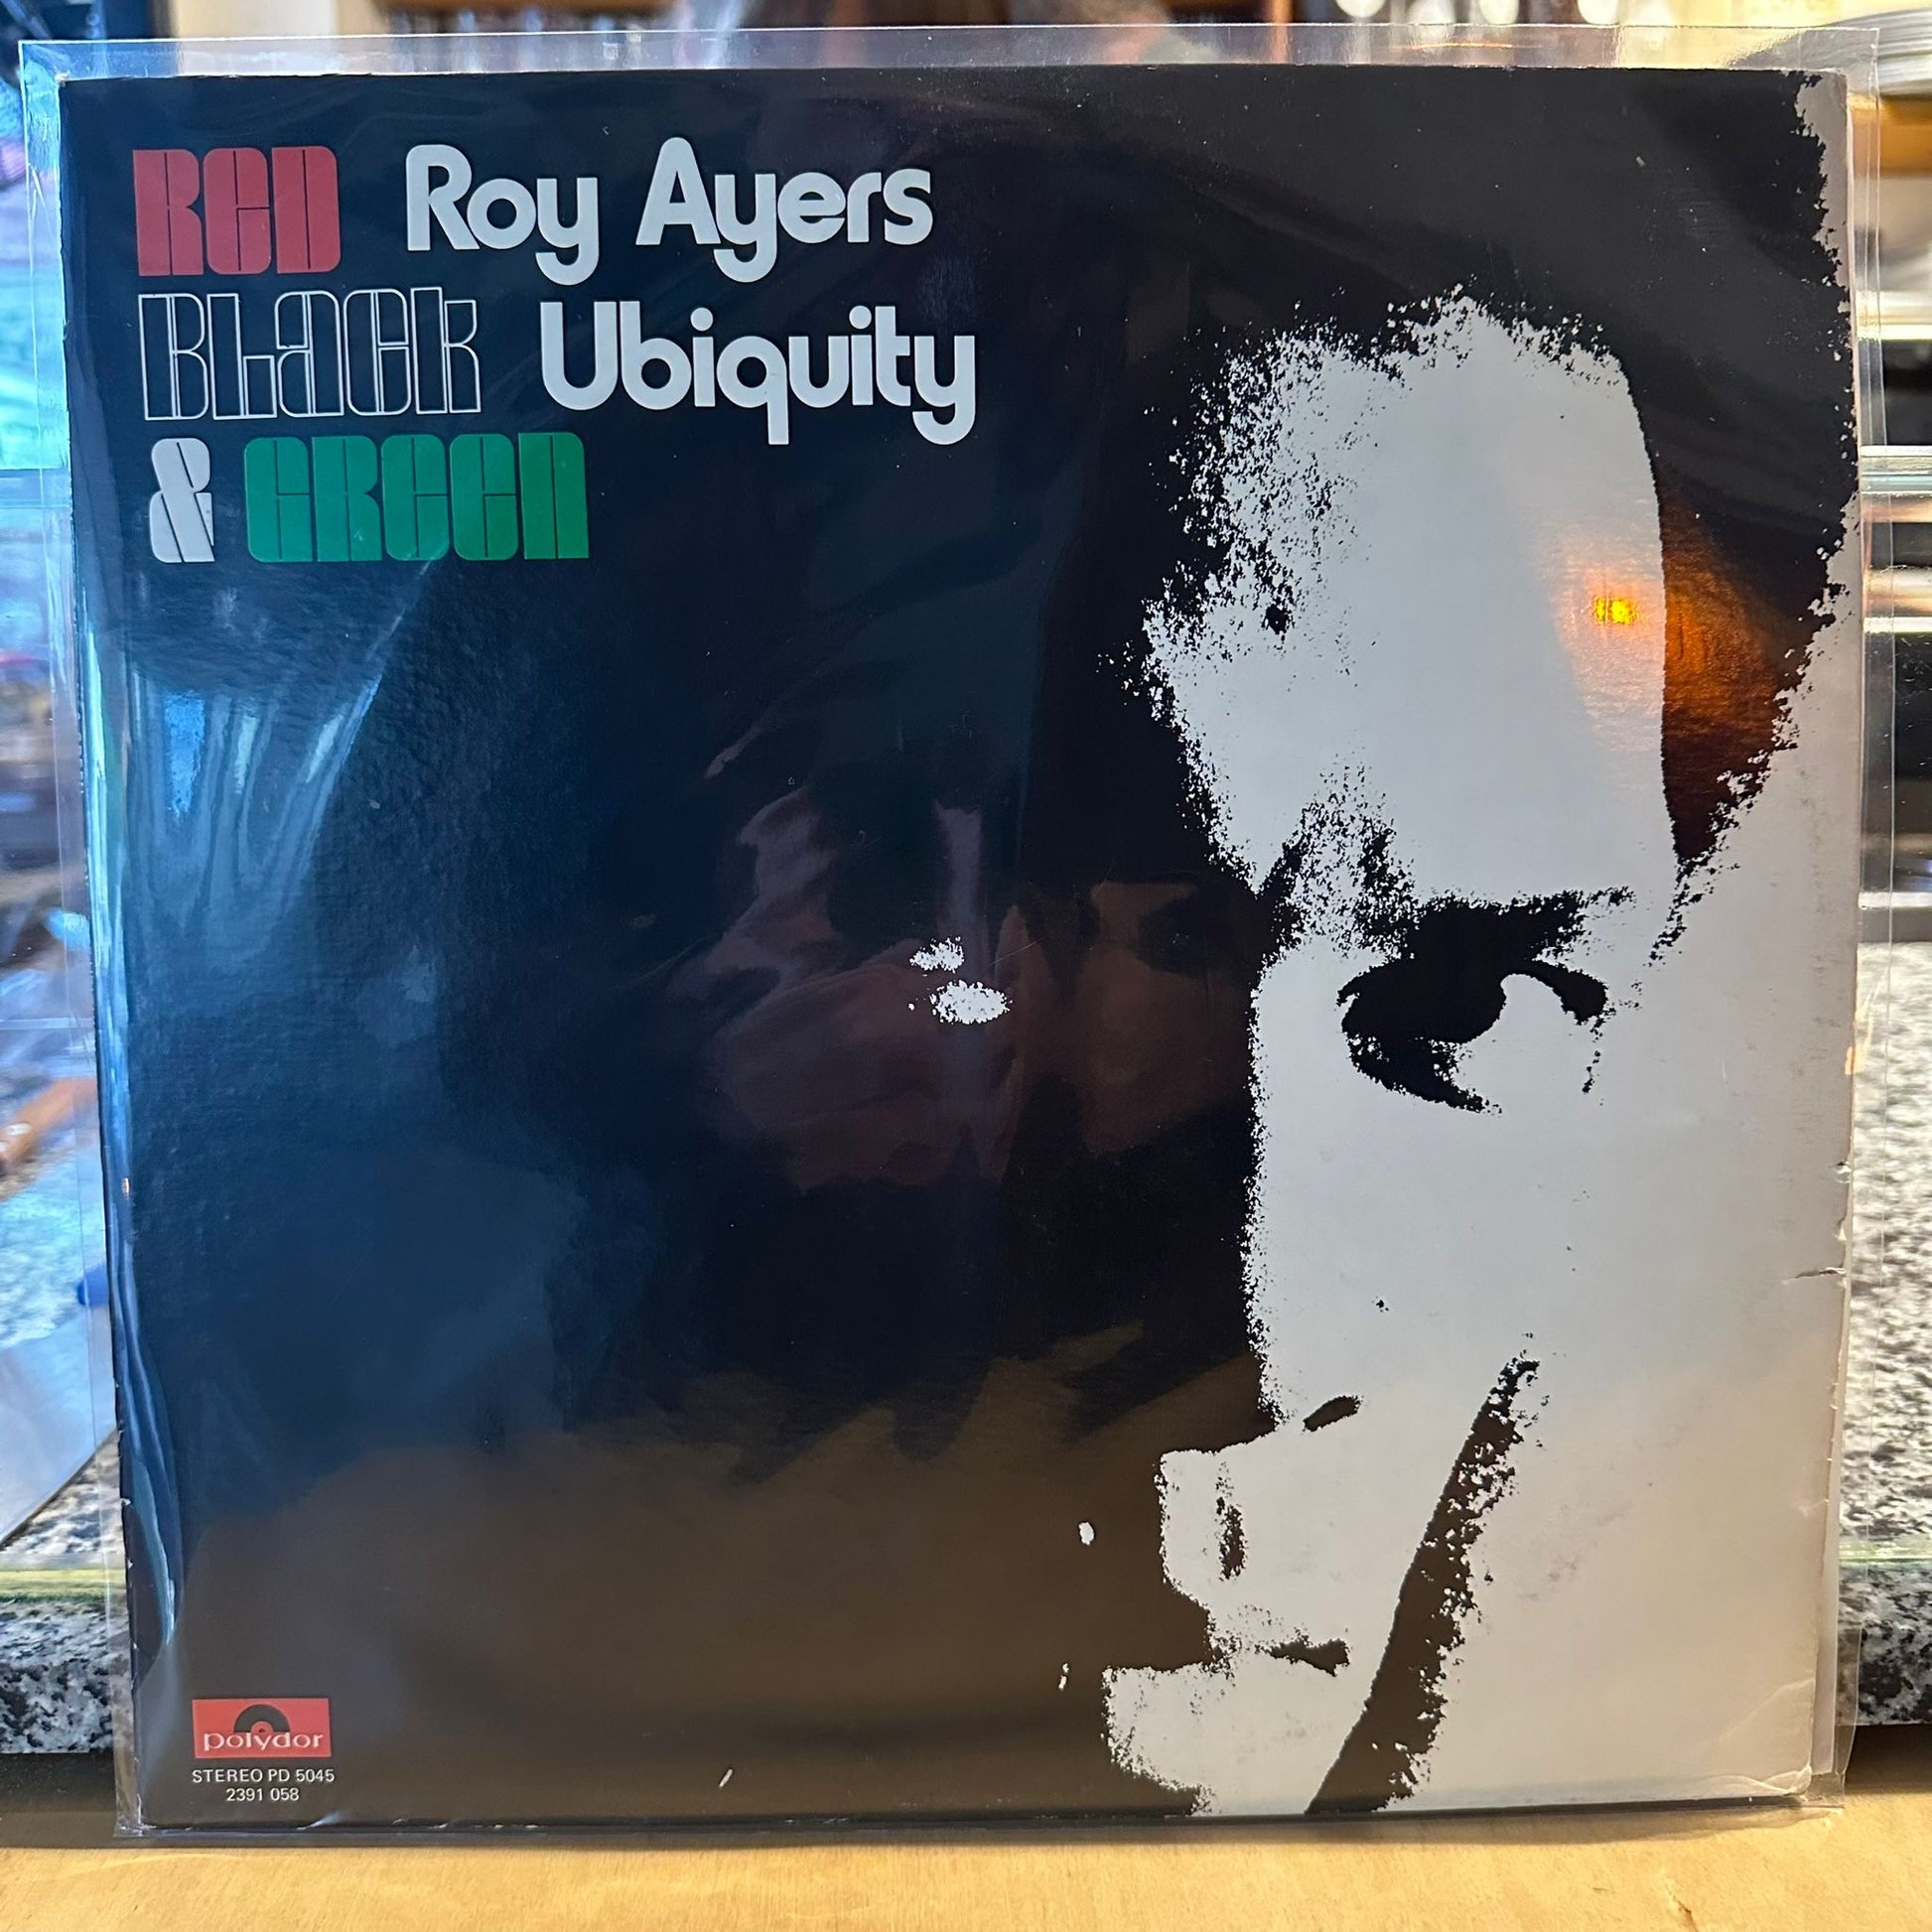 RED Roy Ayers
BLACK Ubiquity
& GREEN
polydor
STEREO PD 5045
2391 058